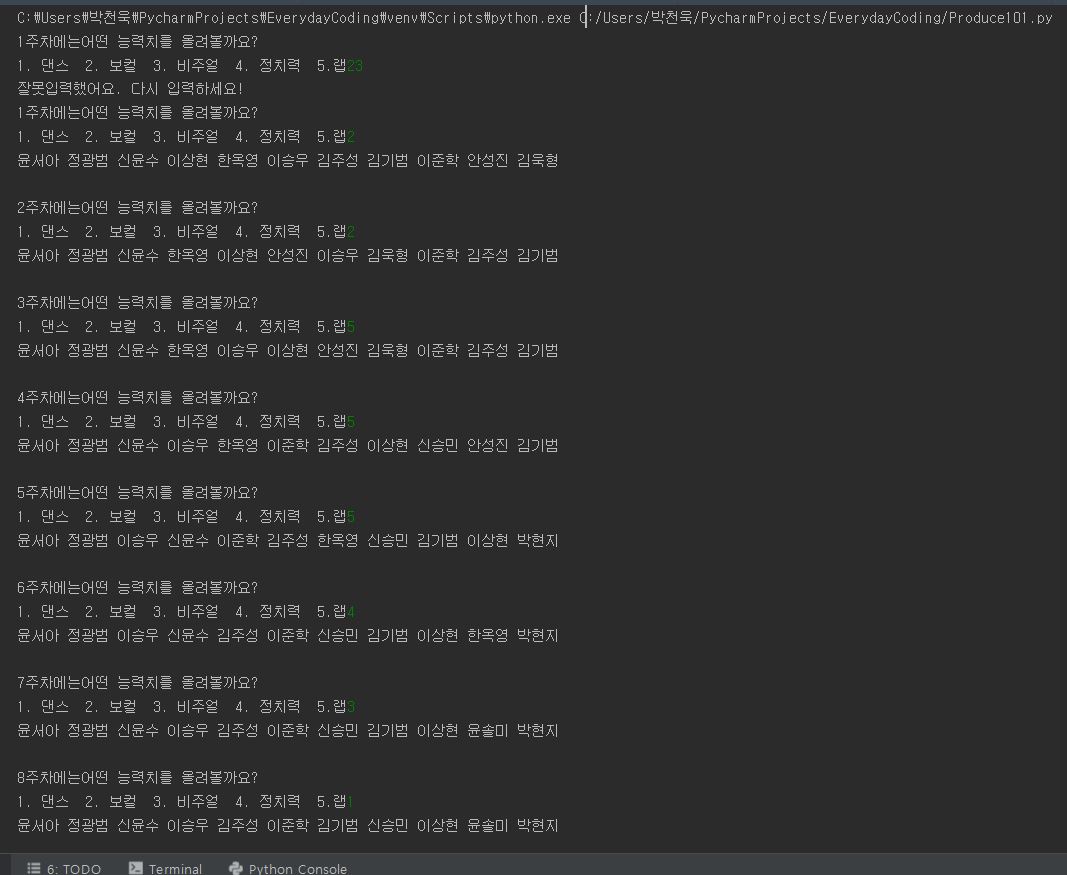 C:₩Users₩박천욱₩PycharmProjects₩EverydayCoding₩venv₩Scripts₩python.exe C:/Users/박천욱/PycharmProjects/EverydayCoding/Produce101.py
1주차에는어떤 능력치를 올려볼까요?
1. 댄스  2. 보컬  3. 비주얼  4. 정치력  5.랩23
잘못입력했어요. 다시 입력하세요!
1주차에는어떤 능력치를 올려볼까요?
1. 댄스  2. 보컬  3. 비주얼  4. 정치력  5.랩2
윤서아 정광범 신윤수 이상현 한옥영 이승우 김주성 김기범 이준학 안성진 김욱형
2주차에는어떤 능력치를 올려볼까요?
1. 댄스  2. 보컬  3. 비주얼  4. 정치력  5.랩2
윤서아 정광범 신윤수 한옥영 이상현 안성진 이승우 김욱형 이준학 김주성 김기범
3주차에는어떤 능력치를 올려볼까요?
1. 댄스  2. 보컬  3. 비주얼  4. 정치력  5.랩5
윤서아 정광범 신윤수 한옥영 이승우 이상현 안성진 김욱형 이준학 김주성 김기범
4주차에는어떤 능력치를 올려볼까요?
1. 댄스  2. 보컬  3. 비주얼  4. 정치력  5.랩5
윤서아 정광범 신윤수 이승우 한옥영 이준학 김주성 이상현 신승민 안성진 김기범
5주차에는어떤 능력치를 올려볼까요?
1. 댄스  2. 보컬  3. 비주얼  4. 정치력  5.랩5
윤서아 정광범 이승우 신윤수 이준학 김주성 한옥영 신승민 김기범 이상현 박현지
6주차에는어떤 능력치를 올려볼까요?
1. 댄스  2. 보컬  3. 비주얼  4. 정치력  5.랩4
윤서아 정광범 이승우 신윤수 김주성 이준학 신승민 김기범 이상현 한옥영 박현지
7주차에는어떤 능력치를 올려볼까요?
1. 댄스  2. 보컬  3. 비주얼  4. 정치력  5.랩3
윤서아 정광범 신윤수 이승우 김주성 이준학 신승민 김기범 이상현 윤솔미 박현지
8주차에는어떤 능력치를 올려볼까요?
1. 댄스  2. 보컬  3. 비주얼  4. 정치력  5.랩1
윤서아 정광범 신윤수 이승우 김주성 이준학 김기범 신승민 이상현 윤솔미 박현지
6: TODO  Terminal  Python Console